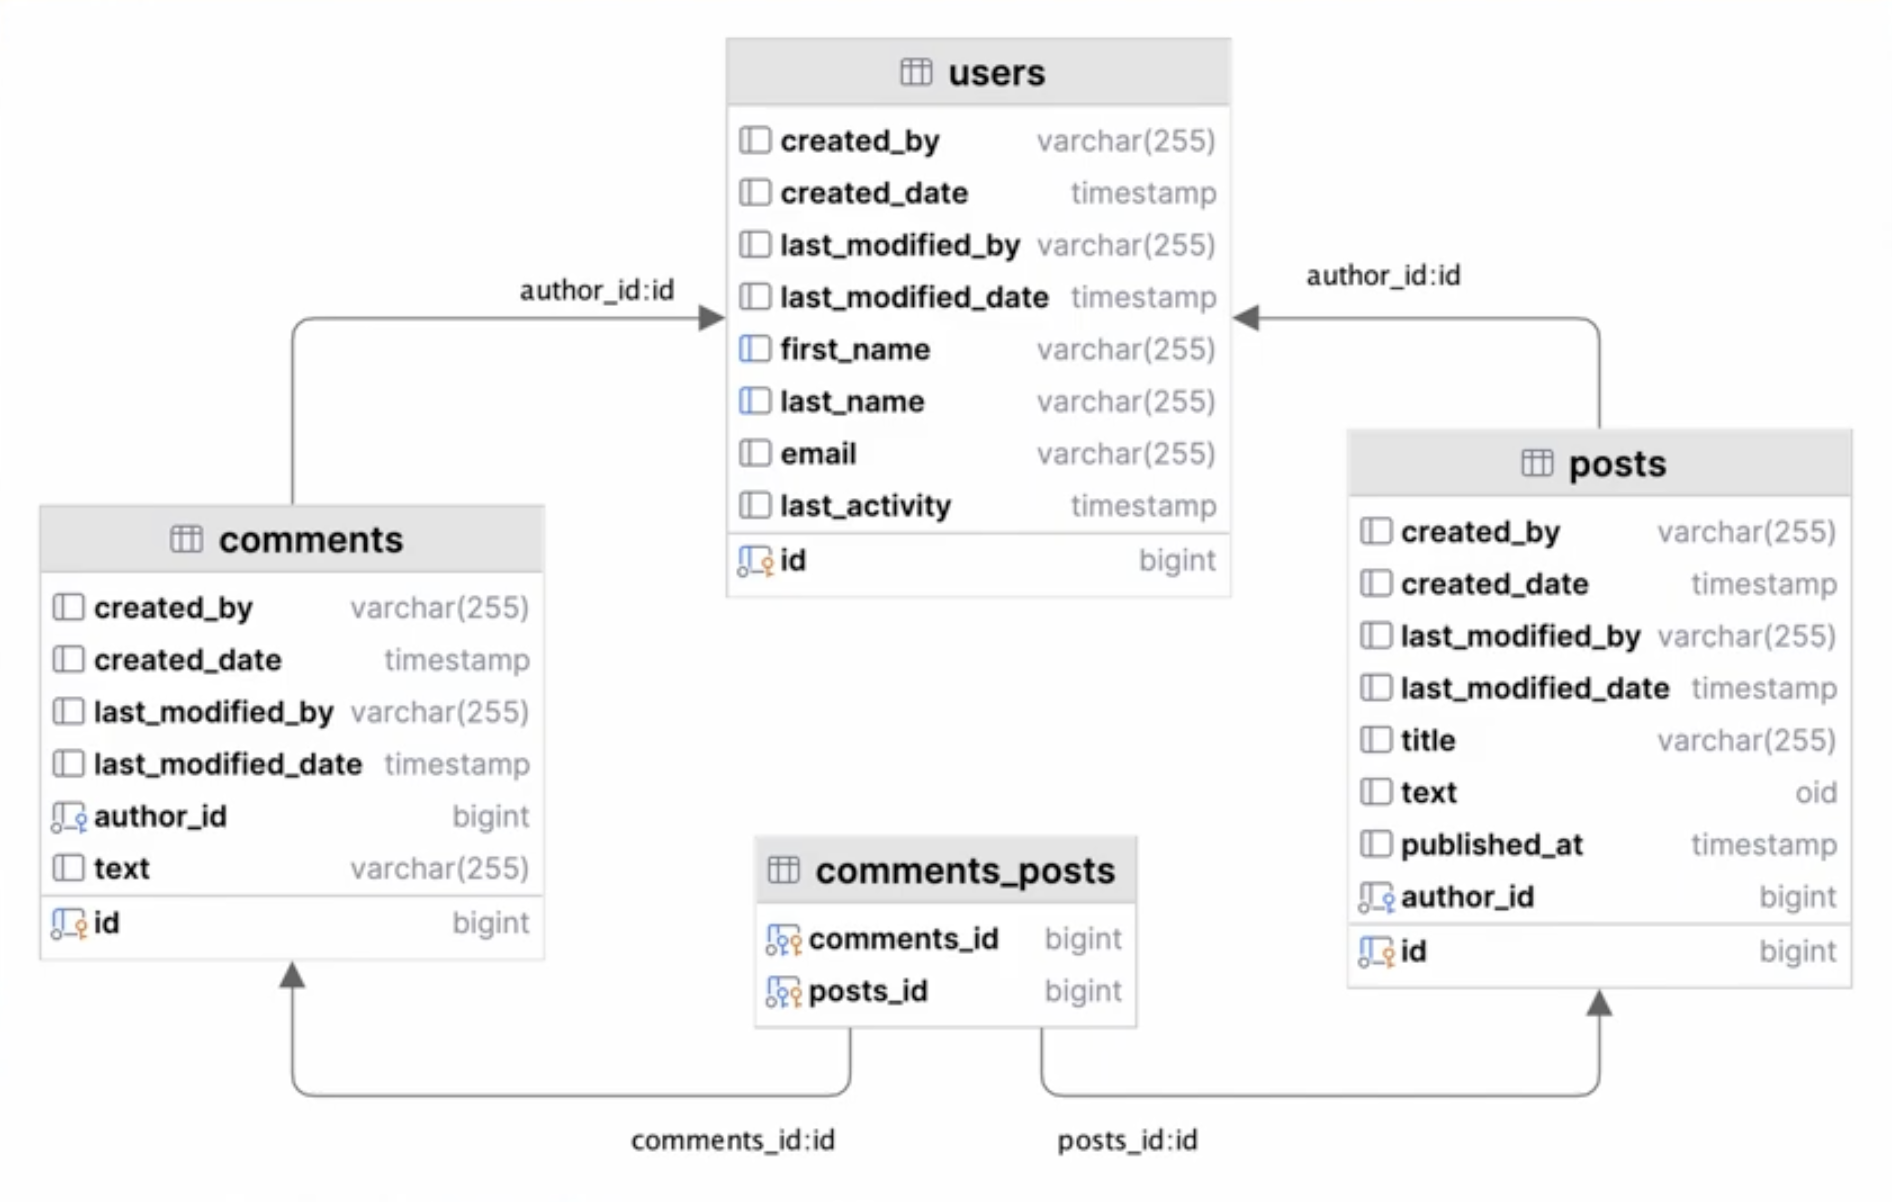 users
created_by varchar(255)
created_date timestamp
last_modified_by varchar(255)
last_modified_date timestamp
first_name varchar(255)
last_name varchar(255)
email varchar(255)
last_activity timestamp
id bigint
author_id:id
author_id:id
comments
created_by varchar(255)
created_date timestamp
last_modified_by varchar(255)
last_modified_date timestamp
author_id bigint
text varchar(255)
id bigint
posts
created_by varchar(255)
created_date timestamp
last_modified_by varchar(255)
last_modified_date timestamp
title varchar(255)
text oid
published_at timestamp
author_id bigint
id bigint
comments_posts
comments_id bigint
posts_id bigint
comments_id:id
posts_id:id